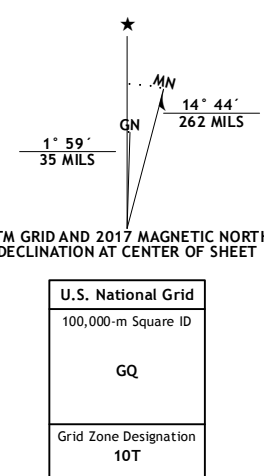 ★
MN
GN
14° 44´
262 MILS
1° 59´
35 MILS
TM GRID AND 2017 MAGNETIC NORTH
DECLINATION AT CENTER OF SHEET
U.S. National Grid
100,000-m Square ID
GQ
Grid Zone Designation
10T